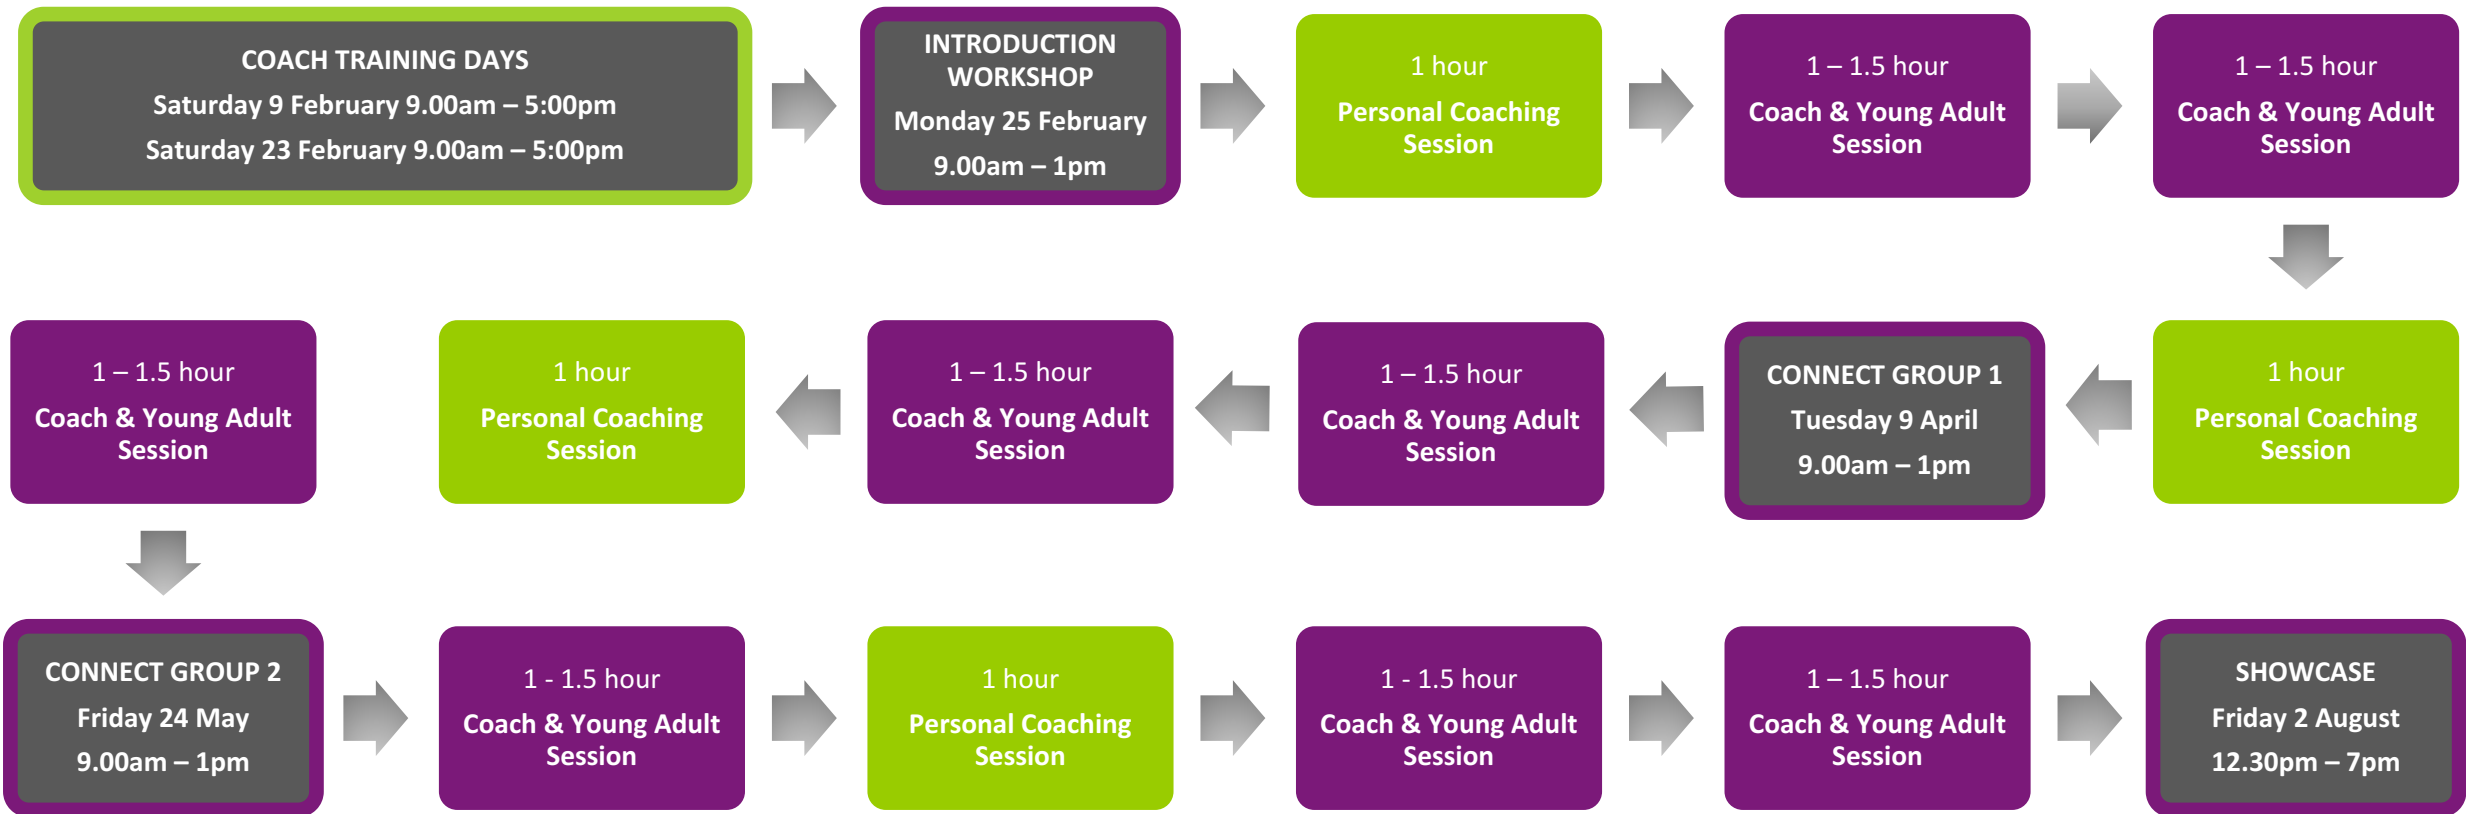 COACH TRAINING DAYS
Saturday 9 February 9.00am – 5:00pm
Saturday 23 February 9.00am – 5:00pm
INTRODUCTION
WORKSHOP
Monday 25 February
9.00am – 1pm
1 hour
Personal Coaching
Session
1 – 1.5 hour
Coach & Young Adult
Session
1 – 1.5 hour
Coach & Young Adult
Session
1 hour
Personal Coaching
Session
CONNECT GROUP 1
Tuesday 9 April
9.00am – 1pm
1 – 1.5 hour
Coach & Young Adult
Session
1 – 1.5 hour
Coach & Young Adult
Session
1 hour
Personal Coaching
Session
1 – 1.5 hour
Coach & Young Adult
Session
CONNECT GROUP 2
Friday 24 May
9.00am – 1pm
1 - 1.5 hour
Coach & Young Adult
Session
1 hour
Personal Coaching
Session
1 - 1.5 hour
Coach & Young Adult
Session
1 – 1.5 hour
Coach & Young Adult
Session
SHOWCASE
Friday 2 August
12.30pm – 7pm